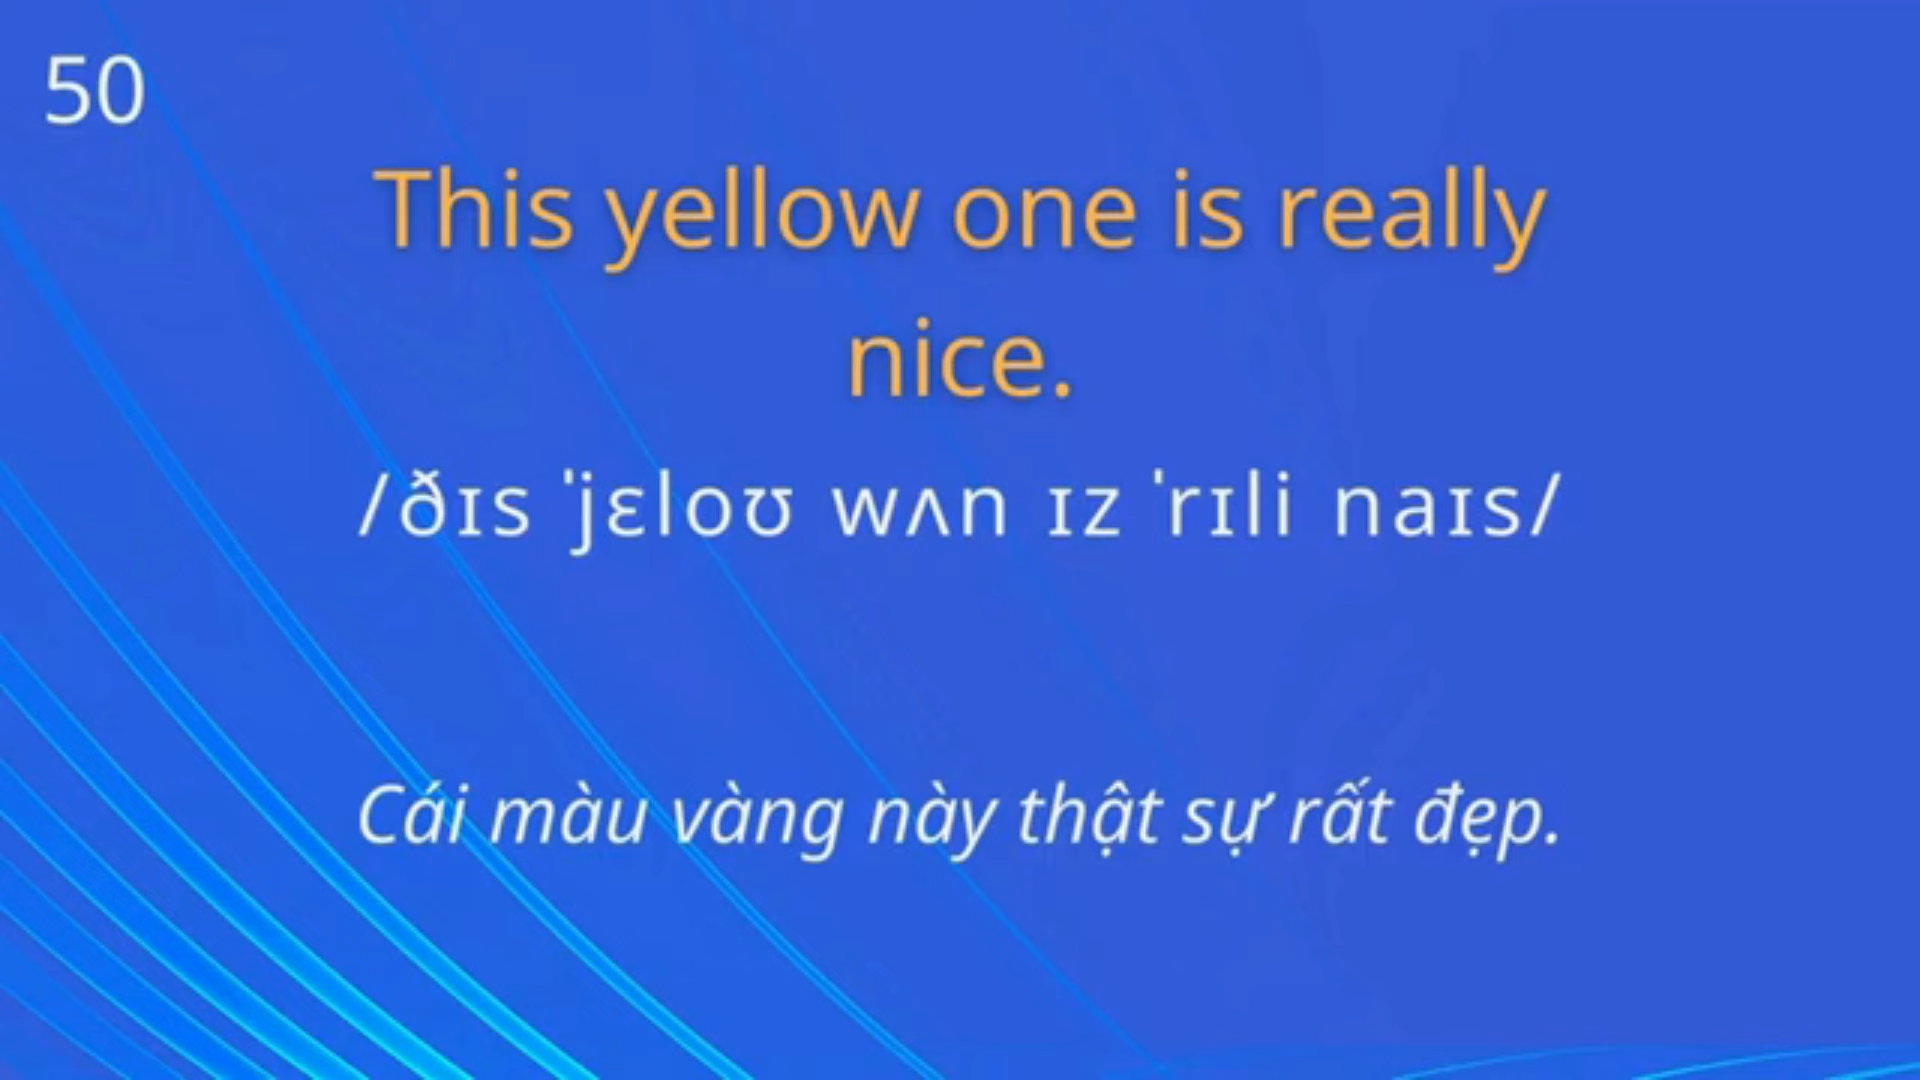 50
This yellow one is really
nice.
/ðɪs ˈjɛloʊ wʌn ɪz ˈrɪli naɪs/
Cái màu vàng này thật sự rất đẹp.